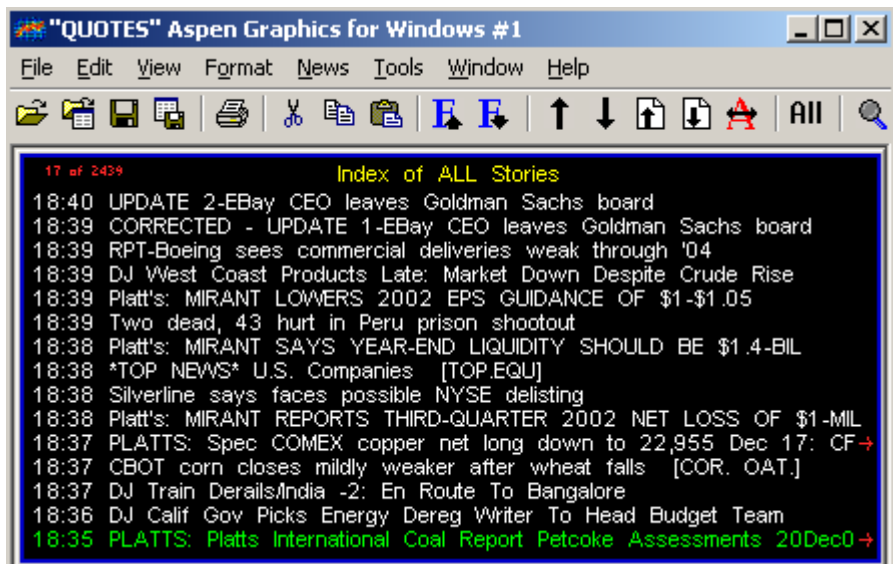 "QUOTES" Aspen Graphics for Windows #1
File Edit View Format News Tools Window Help
All
17 of 2439 Index of ALL Stories
18:40 UPDATE 2-EBay CEO leaves Goldman Sachs board
18:39 CORRECTED - UPDATE 1-EBay CEO leaves Goldman Sachs board
18:39 RPT-Boeing sees commercial deliveries weak through '04
18:39 DJ West Coast Products Late: Market Down Despite Crude Rise
18:39 Platt's: MIRANT LOWERS 2002 EPS GUIDANCE OF $1-$1.05
18:39 Two dead, 43 hurt in Peru prison shootout
18:38 Platt's: MIRANT SAYS YEAR-END LIQUIDITY SHOULD BE $1.4-BIL
18:38 *TOP NEWS* U.S. Companies [TOP.EQU]
18:38 Silverline says faces possible NYSE delisting
18:38 Platt's: MIRANT REPORTS THIRD-QUARTER 2002 NET LOSS OF $1-MIL
18:37 PLATTS: Spec COMEX copper net long down to 22,955 Dec 17: CF→
18:37 CBOT corn closes mildly weaker after wheat falls [COR. OAT.]
18:37 DJ Train Derails/India -2: En Route To Bangalore
18:36 DJ Calif Gov Picks Energy Dereg Writer To Head Budget Team
18:35 PLATTS: Platts International Coal Report Petcoke Assessments 20Dec0→